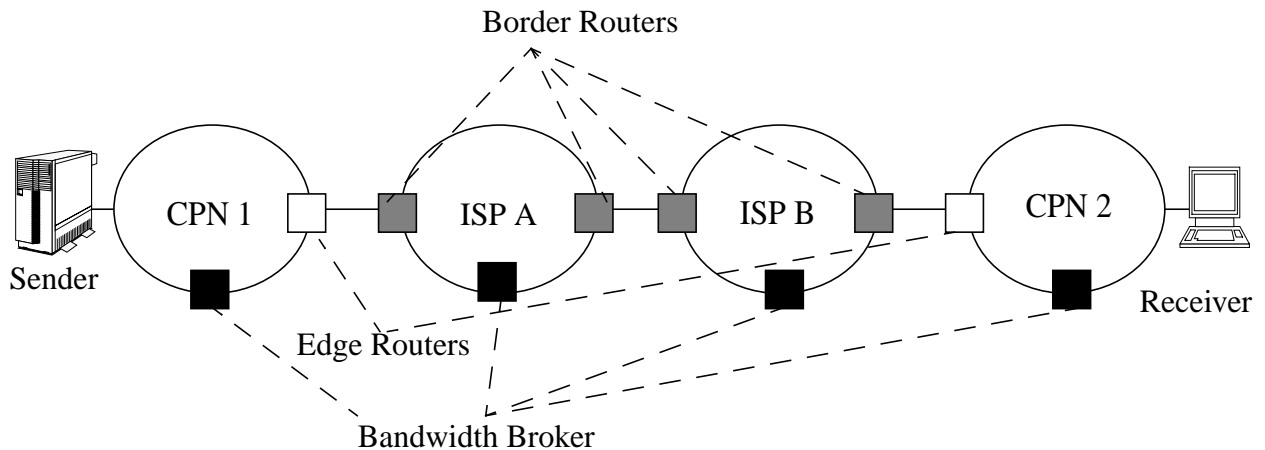 Border Routers
CPN 1
ISP A
ISP B
CPN 2
Sender
Receiver
Edge Routers
Bandwidth Broker